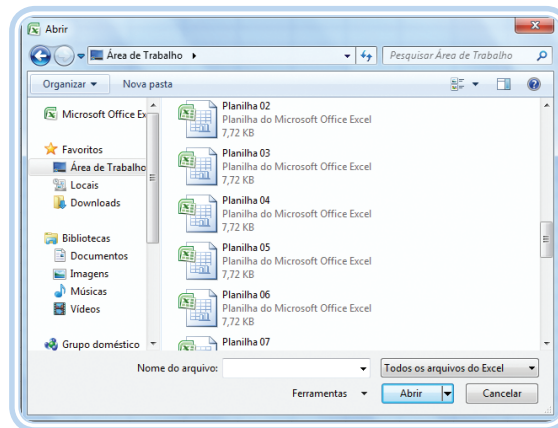 Abrir
Área de Trabalho
Pesquisar Área de Trabalho
Organizar
Nova pasta
Microsoft Office Ex
Favoritos
Área de Trabalho
Locais
Downloads
Bibliotecas
Documentos
Imagens
Músicas
Vídeos
Grupo doméstico
Planilha 02
Planilha do Microsoft Office Excel
7,72 KB
Planilha 03
Planilha do Microsoft Office Excel
7,72 KB
Planilha 04
Planilha do Microsoft Office Excel
7,72 KB
Planilha 05
Planilha do Microsoft Office Excel
7,72 KB
Planilha 06
Planilha do Microsoft Office Excel
7,72 KB
Planilha 07
Nome do arquivo:
Todos os arquivos do Excel
Ferramentas
Abrir
Cancelar